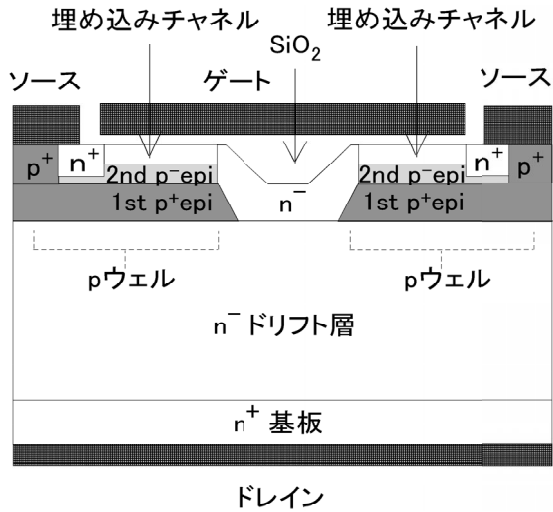 埋め込みチャネル 埋め込みチャネル
SiO2
ソース ゲート ソース
p+ n+ n+ p+
2nd p−epi 2nd p−epi
1st p+epi n− 1st p+epi
pウェル pウェル
n− ドリフト層
n+ 基板
ドレイン